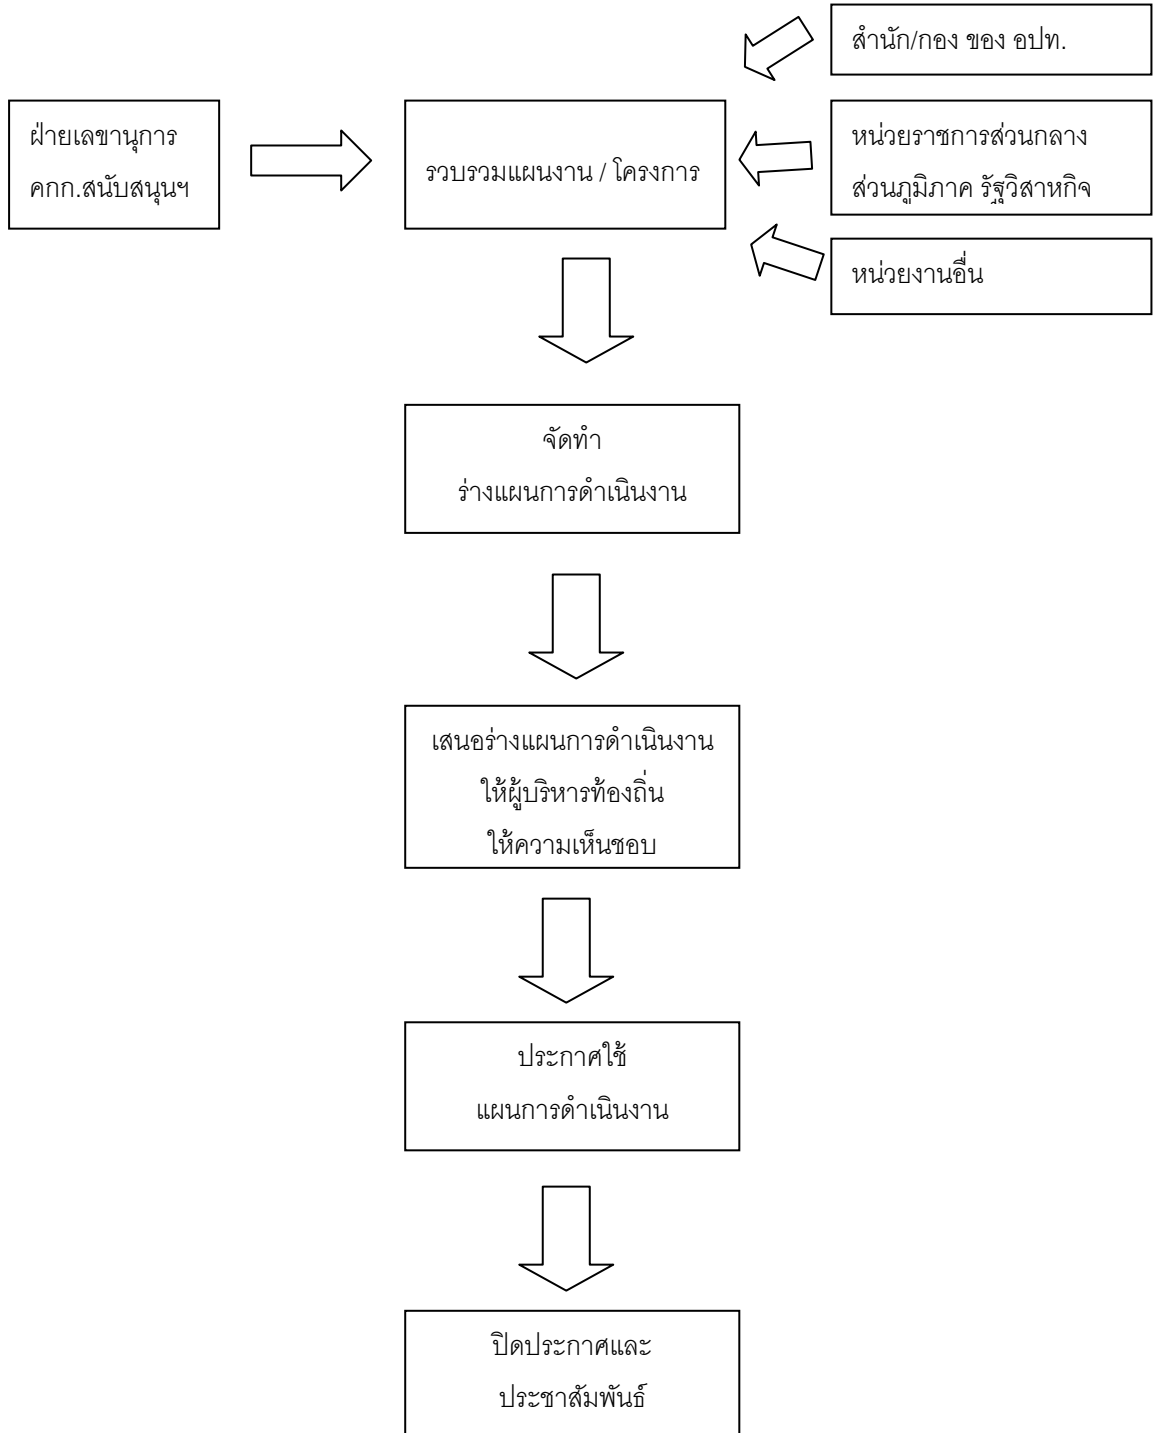 สำนัก/กอง ของ อปท.
ฝ่ายเลขานุการ
คกก.สนับสนุนฯ
รวบรวมแผนงาน / โครงการ
หน่วยราชการส่วนกลาง
ส่วนภูมิภาค รัฐวิสาหกิจ
หน่วยงานอื่น
จัดทำ
ร่างแผนการดำเนินงาน
เสนอร่างแผนการดำเนินงาน
ให้ผู้บริหารท้องถิ่น
ให้ความเห็นชอบ
ประกาศใช้
แผนการดำเนินงาน
ปิดประกาศและ
ประชาสัมพันธ์